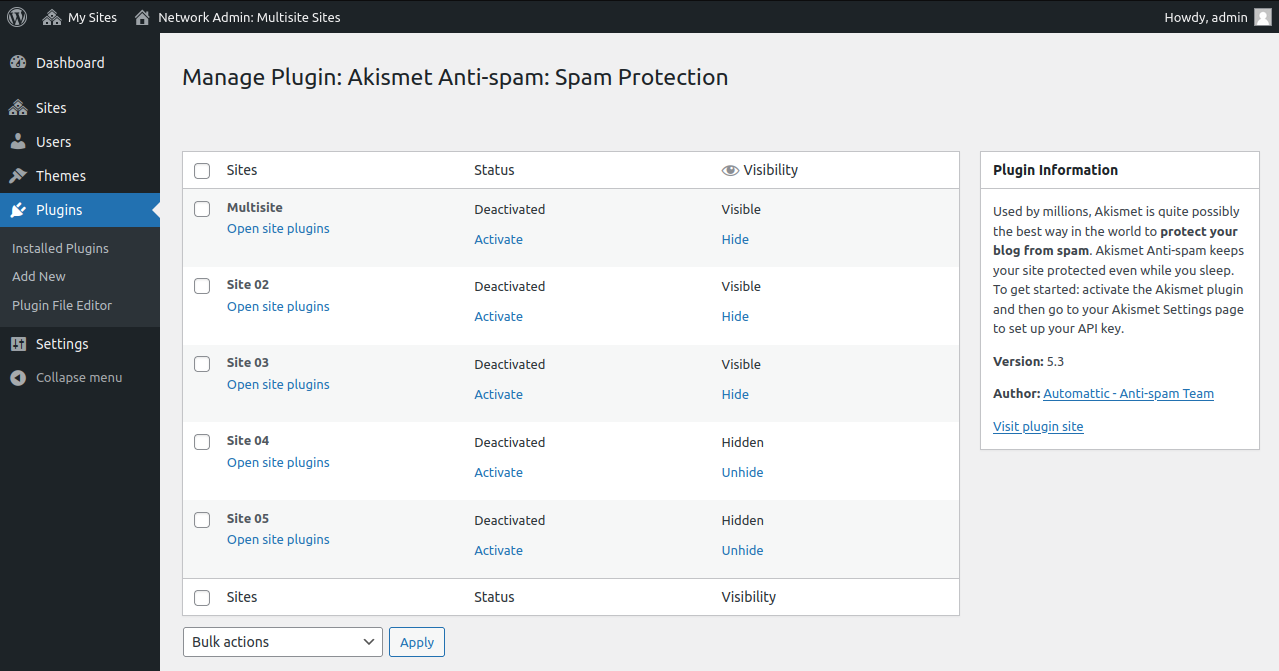 My Sites Network Admin: Multisite Sites Howdy, admin
Dashboard
Sites
Users
Themes
Plugins
Installed Plugins
Add New
Plugin File Editor
Settings
Collapse menu
Manage Plugin: Akismet Anti-spam: Spam Protection
Sites Status Visibility
Multisite Deactivated Visible
Open site plugins Activate Hide
Site 02 Deactivated Visible
Open site plugins Activate Hide
Site 03 Deactivated Visible
Open site plugins Activate Hide
Site 04 Deactivated Hidden
Open site plugins Activate Unhide
Site 05 Deactivated Hidden
Open site plugins Activate Unhide
Sites Status Visibility
Bulk actions Apply
Plugin Information
Used by millions, Akismet is quite possibly
the best way in the world to protect your
blog from spam. Akismet Anti-spam keeps
your site protected even while you sleep.
To get started: activate the Akismet plugin
and then go to your Akismet Settings page
to set up your API key.
Version: 5.3
Author: Automattic - Anti-spam Team
Visit plugin site